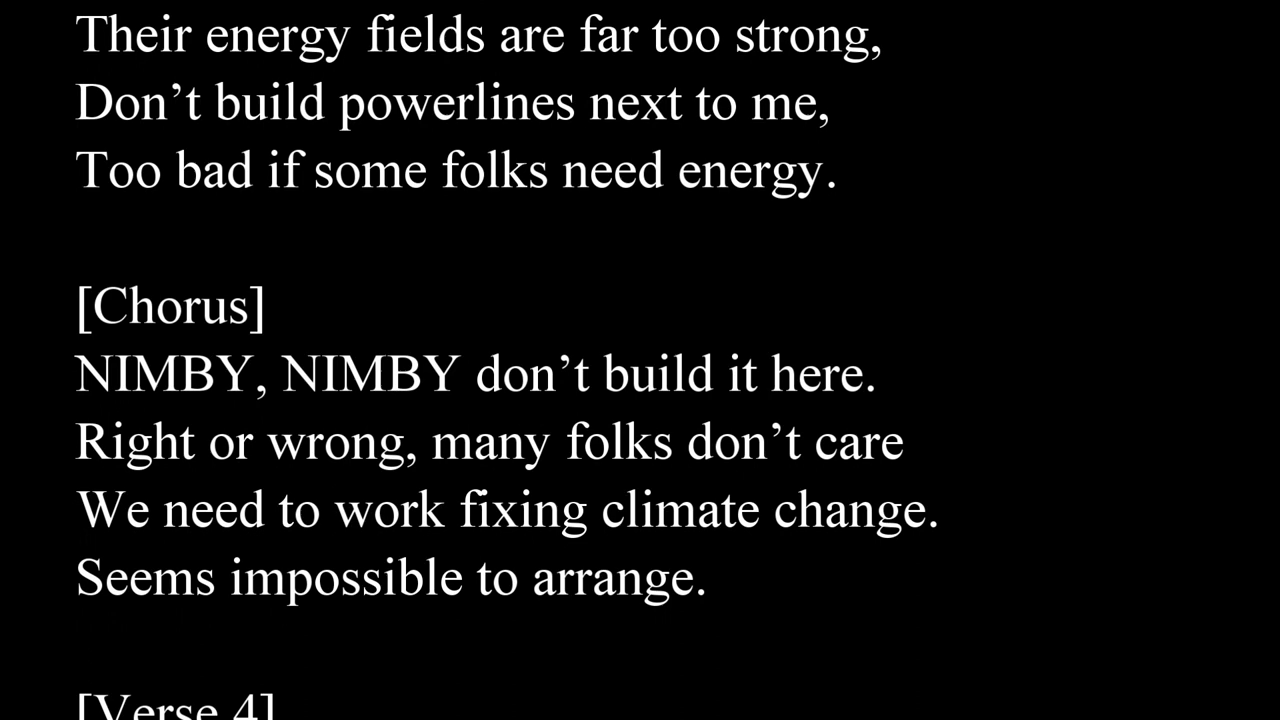 Their energy fields are far too strong,
Don’t build powerlines next to me,
Too bad if some folks need energy.
[Chorus]
NIMBY, NIMBY don’t build it here.
Right or wrong, many folks don’t care
We need to work fixing climate change.
Seems impossible to arrange.
[Verse 4]